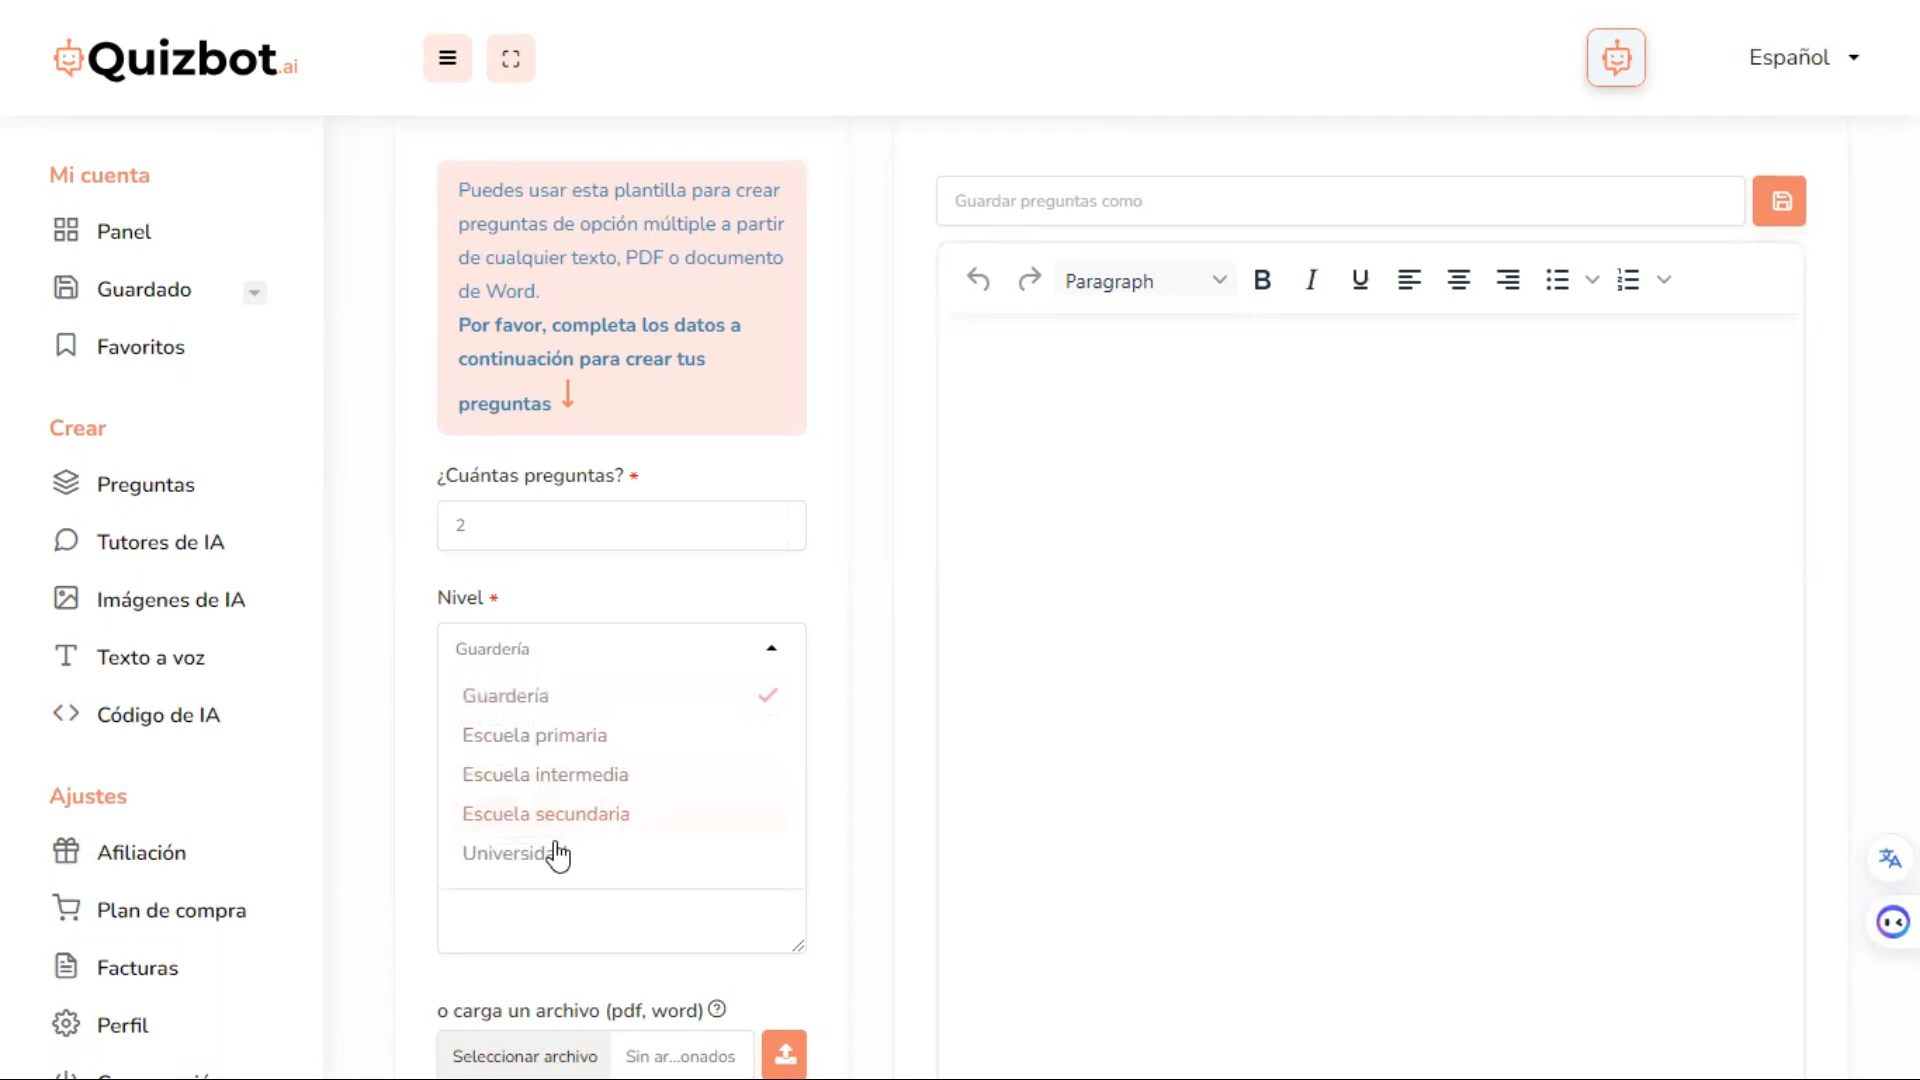 Quizbot.ai
Español
Mi cuenta
Panel
Guardado
Favoritos
Crear
Preguntas
Tutores de IA
Imágenes de IA
Texto a voz
Código de IA
Ajustes
Afiliación
Plan de compra
Facturas
Perfil
Puedes usar esta plantilla para crear
preguntas de opción múltiple a partir
de cualquier texto, PDF o documento
de Word.
Por favor, completa los datos a
continuación para crear tus
preguntas ↓
¿Cuántas preguntas? *
2
Nivel *
Guardería
Guardería
Escuela primaria
Escuela intermedia
Escuela secundaria
o carga un archivo (pdf, word)
Seleccionar archivo
Sin ar...onados
Guardar preguntas como
Paragraph
B I U